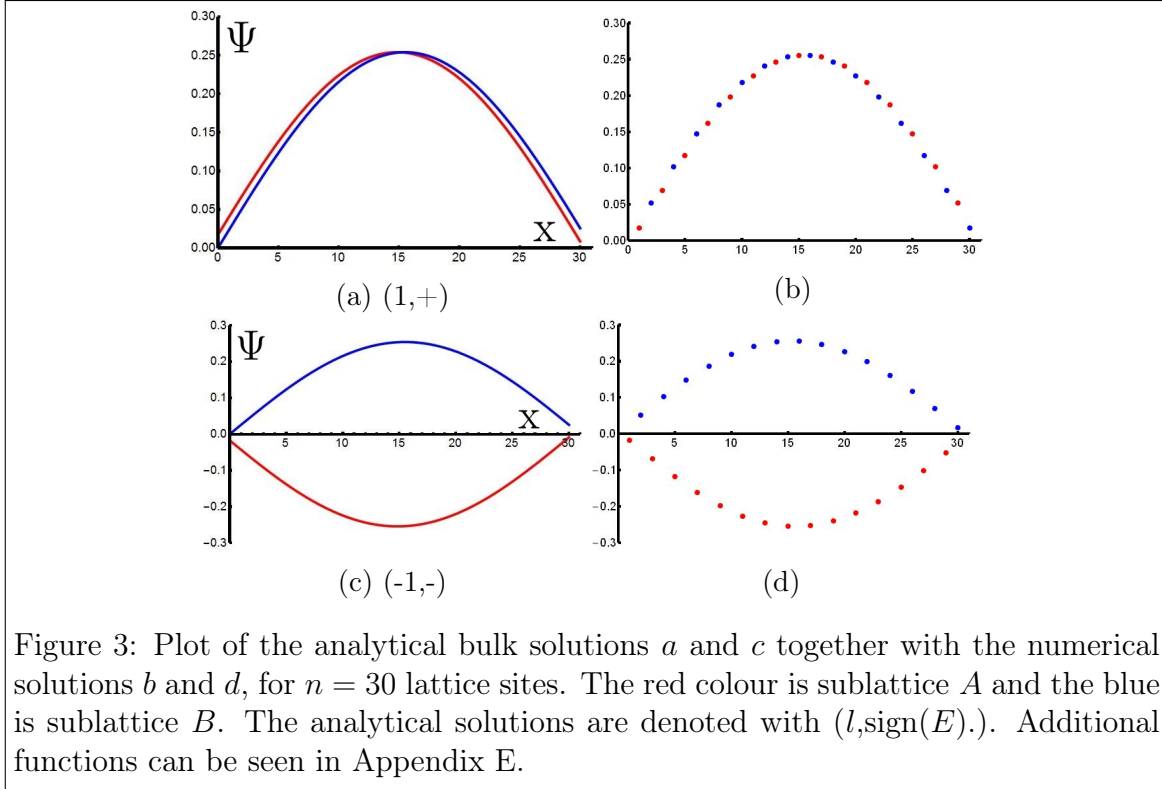 0.30
0.25
0.20
0.15
0.10
0.05
0.00
0 5 10 15 20 25 30
Ψ
x
(a) (1,+)
0.30
0.25
0.20
0.15
0.10
0.05
0.00
0 5 10 15 20 25 30
(b)
0.3
0.2
0.1
0.0
−0.1
−0.2
−0.3
5 10 15 20 25 30
Ψ
x
(c) (-1,-)
0.3
0.2
0.1
0.0
−0.1
−0.2
−0.3
5 10 15 20 25 30
(d)
Figure 3: Plot of the analytical bulk solutions a and c together with the numerical
solutions b and d, for n = 30 lattice sites. The red colour is sublattice A and the blue
is sublattice B. The analytical solutions are denoted with (l,sign(E).). Additional
functions can be seen in Appendix E.